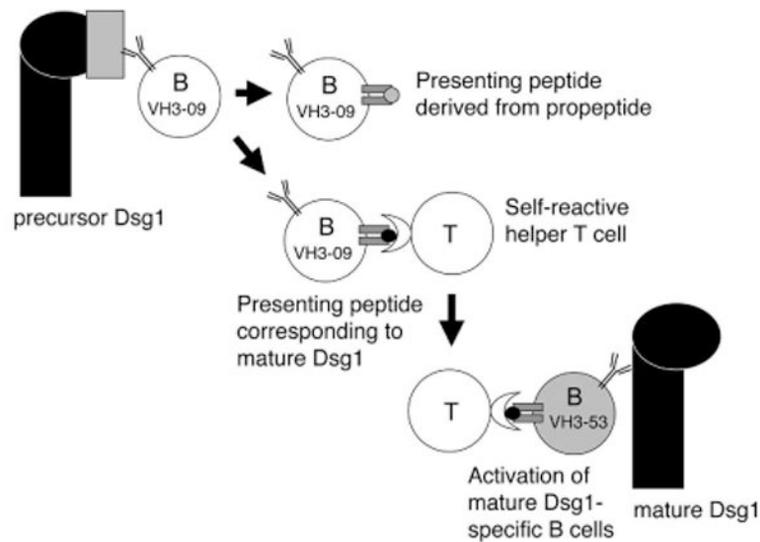 B
VH3-09
B
VH3-09
Presenting peptide
derived from propeptide
precursor Dsg1
B
VH3-09
T
Self-reactive
helper T cell
Presenting peptide
corresponding to
mature Dsg1
T
B
VH3-53
Activation of
mature Dsg1-
specific B cells
mature Dsg1